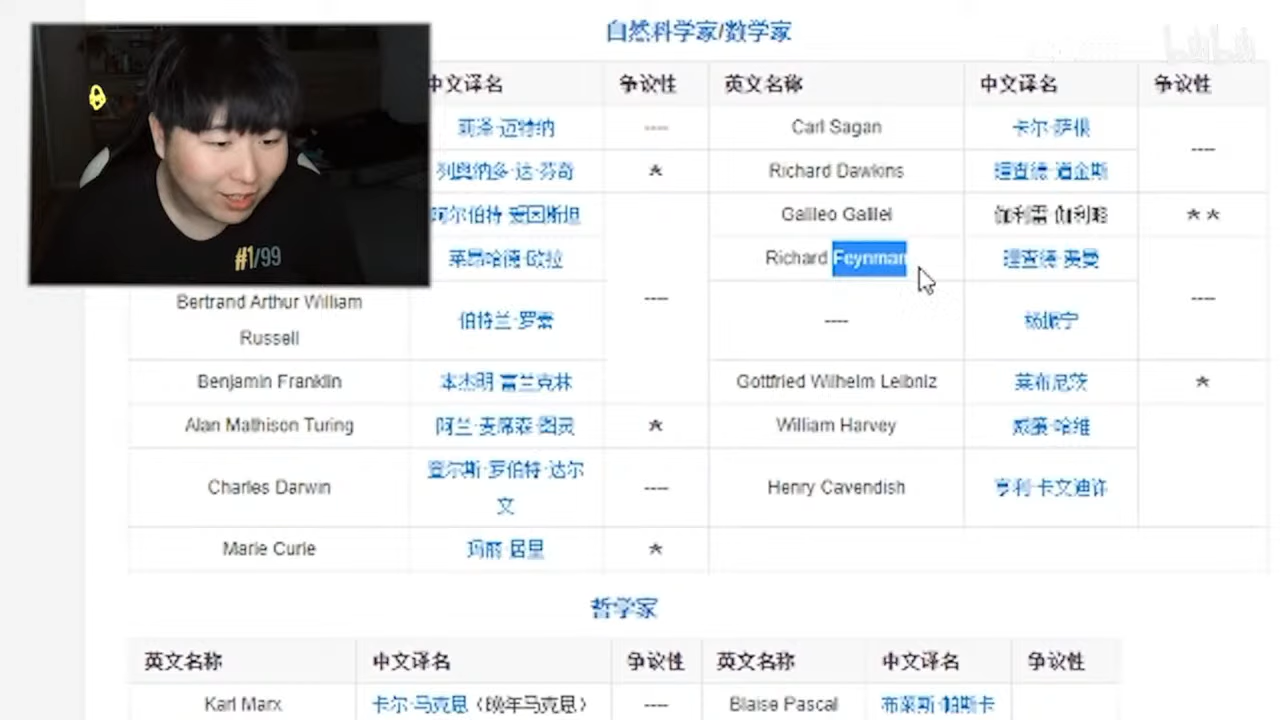 自然科学家/数学家
中文译名 争议性 英文名称 中文译名 争议性
莉泽·迈特纳 ---- Carl Sagan 卡尔·萨根 ----
列奥纳多·达·芬奇 * Richard Dawkins 理查德·道金斯
阿尔伯特·爱因斯坦 Galileo Galilei 伽利雷·伽利略 **
莱昂哈德·欧拉 Richard Feynman 理查德·费曼
#1/99
Bertrand Arthur William
Russell
伯特兰·罗素 ---- ---- 杨振宁 ----
Benjamin Franklin 本杰明·富兰克林 Gottfried Wilhelm Leibniz 莱布尼茨 *
Alan Mathison Turing 阿兰·麦席森·图灵 * William Harvey 威廉·哈维
Charles Darwin 查尔斯·罗伯特·达尔
文
---- Henry Cavendish 亨利·卡文迪许
Marie Curie 玛丽·居里 *
哲学家
英文名称 中文译名 争议性 英文名称 中文译名 争议性
Karl Marx 卡尔·马克思（晚年马克思） ---- Blaise Pascal 布莱斯·帕斯卡
bilibili